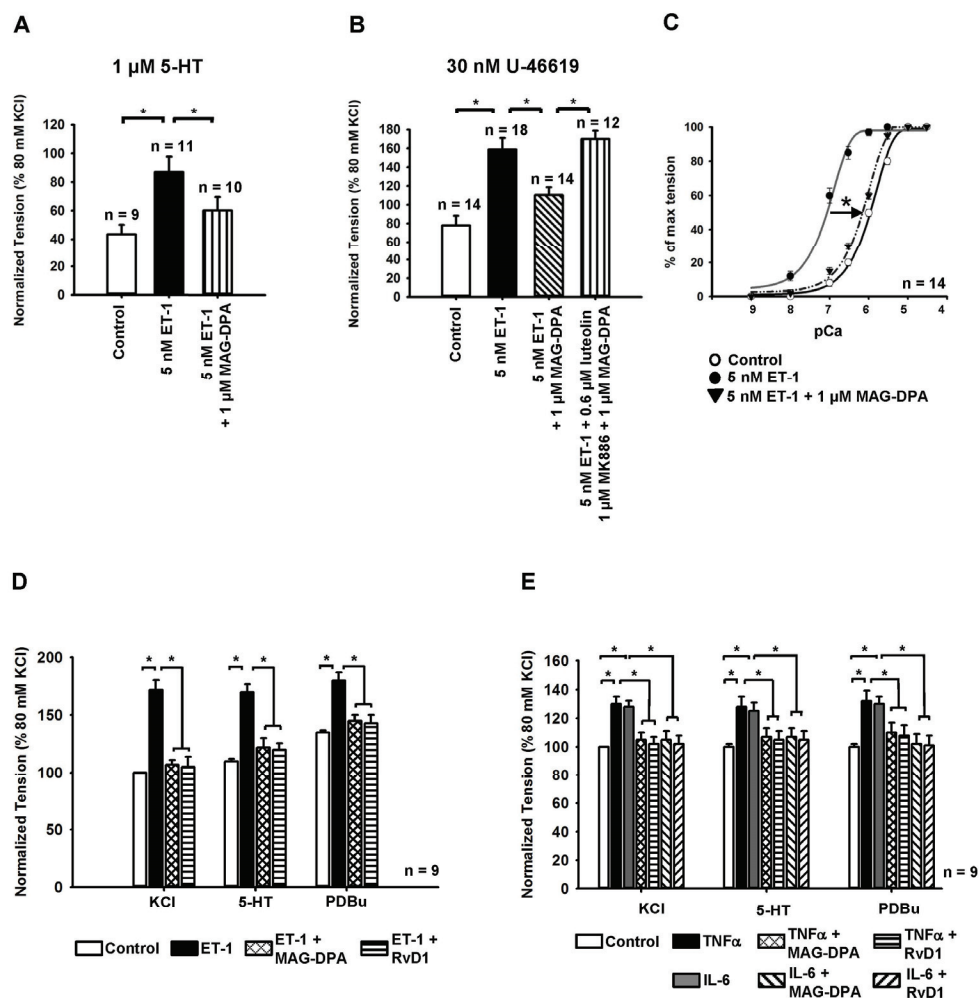 A
1 μM 5-HT
Normalized Tension (% 80 mM KCl)
140
120
100
80
60
40
20
0
*
*
n = 9
n = 11
n = 10
Control
5 nM ET-1
5 nM ET-1
+ 1 μM MAG-DPA
B
30 nM U-46619
Normalized Tension (% 80 mM KCl)
180
160
140
120
100
80
60
40
20
0
*
*
*
n = 14
n = 18
n = 14
n = 12
Control
5 nM ET-1
5 nM ET-1
+ 1 μM MAG-DPA
5 nM ET-1 + 0.6 μM luteolin
1 μM MK886 + 1 μM MAG-DPA
C
% of max tension
100
80
60
40
20
0
*
n = 14
9
8
7
6
5
4
pCa
Control
5 nM ET-1
5 nM ET-1 + 1 μM MAG-DPA
D
Normalized Tension (% 80 mM KCl)
200
150
100
50
0
* *
* *
* *
n = 9
KCl
5-HT
PDBu
Control
ET-1
ET-1 +
MAG-DPA
ET-1 +
RvD1
E
Normalized Tension (% 80 mM KCl)
160
140
120
100
80
60
40
20
0
* *
* *
* *
* *
* *
* *
n = 9
KCl
5-HT
PDBu
Control
TNFα
TNFα +
MAG-DPA
TNFα +
RvD1
IL-6
IL-6 +
MAG-DPA
IL-6 +
RvD1